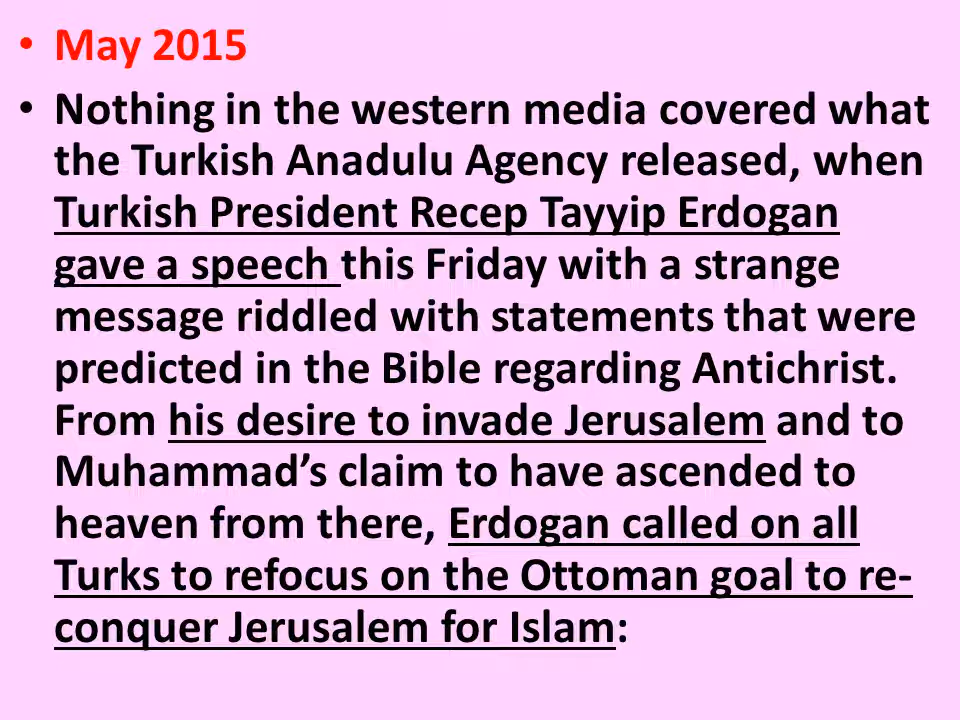 • May 2015
• Nothing in the western media covered what
the Turkish Anadulu Agency released, when
Turkish President Recep Tayyip Erdogan
gave a speech this Friday with a strange
message riddled with statements that were
predicted in the Bible regarding Antichrist.
From his desire to invade Jerusalem and to
Muhammad’s claim to have ascended to
heaven from there, Erdogan called on all
Turks to refocus on the Ottoman goal to re-
conquer Jerusalem for Islam: